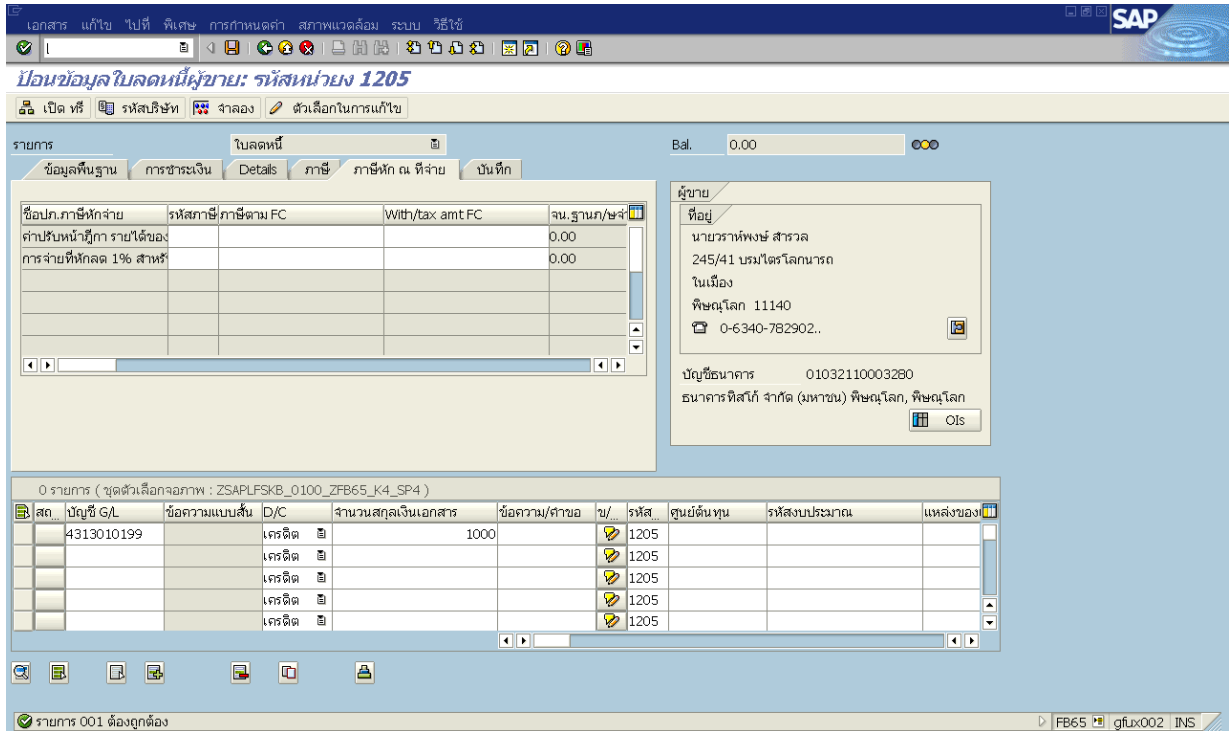 เอกสาร แก้ไข ไปที่ พิเศษ การกำหนดค่า สภาพแวดล้อม ระบบ วิธีใช้
SAP
ป้อนข้อมูลใบลดหนี้ผู้ขาย: รหัสหน่วยง 1205
เปิด ทรี รหัสบริษัท จำลอง ตัวเลือกในการแก้ไข
รายการ ใบลดหนี้ Bal. 0.00
ข้อมูลพื้นฐาน การชำระเงิน Details ภาษี ภาษีหัก ณ ที่จ่าย บันทึก
ชื่อปภ.ภาษีหักจ่าย รหัสภาษี ภาษีตาม FC With/tax amt FC จน.ฐานภ/ษจ่
ค่าปรับหน้าฎีกา รายได้ของ 0.00
การจ่ายที่หักลด 1% สำหรั 0.00
ผู้ขาย
ที่อยู่
นายวราห์พงษ์ สำรวล
245/41 บรมไตรโลกนารถ
ในเมือง
พิษณุโลก 11140
0-6340-782902..
บัญชีธนาคาร 01032110003280
ธนาคารทิสโก้ จำกัด (มหาชน) พิษณุโลก, พิษณุโลก
OIs
0 รายการ ( ชุดตัวเลือกจอภาพ : ZSAPLFSKB_0100_ZFB65_K4_SP4 )
สถ... บัญชี G/L ข้อความแบบสั้น D/C จำนวนสกุลเงินเอกสาร ข้อความ/คำขอ ข/... รหัส... ศูนย์ต้นทุน รหัสงบประมาณ แหล่งของเ
4313010199 เครดิต 1000 1205
เครดิต 1205
เครดิต 1205
เครดิต 1205
เครดิต 1205
รายการ 001 ต้องถูกต้อง FB65 gfux002 INS